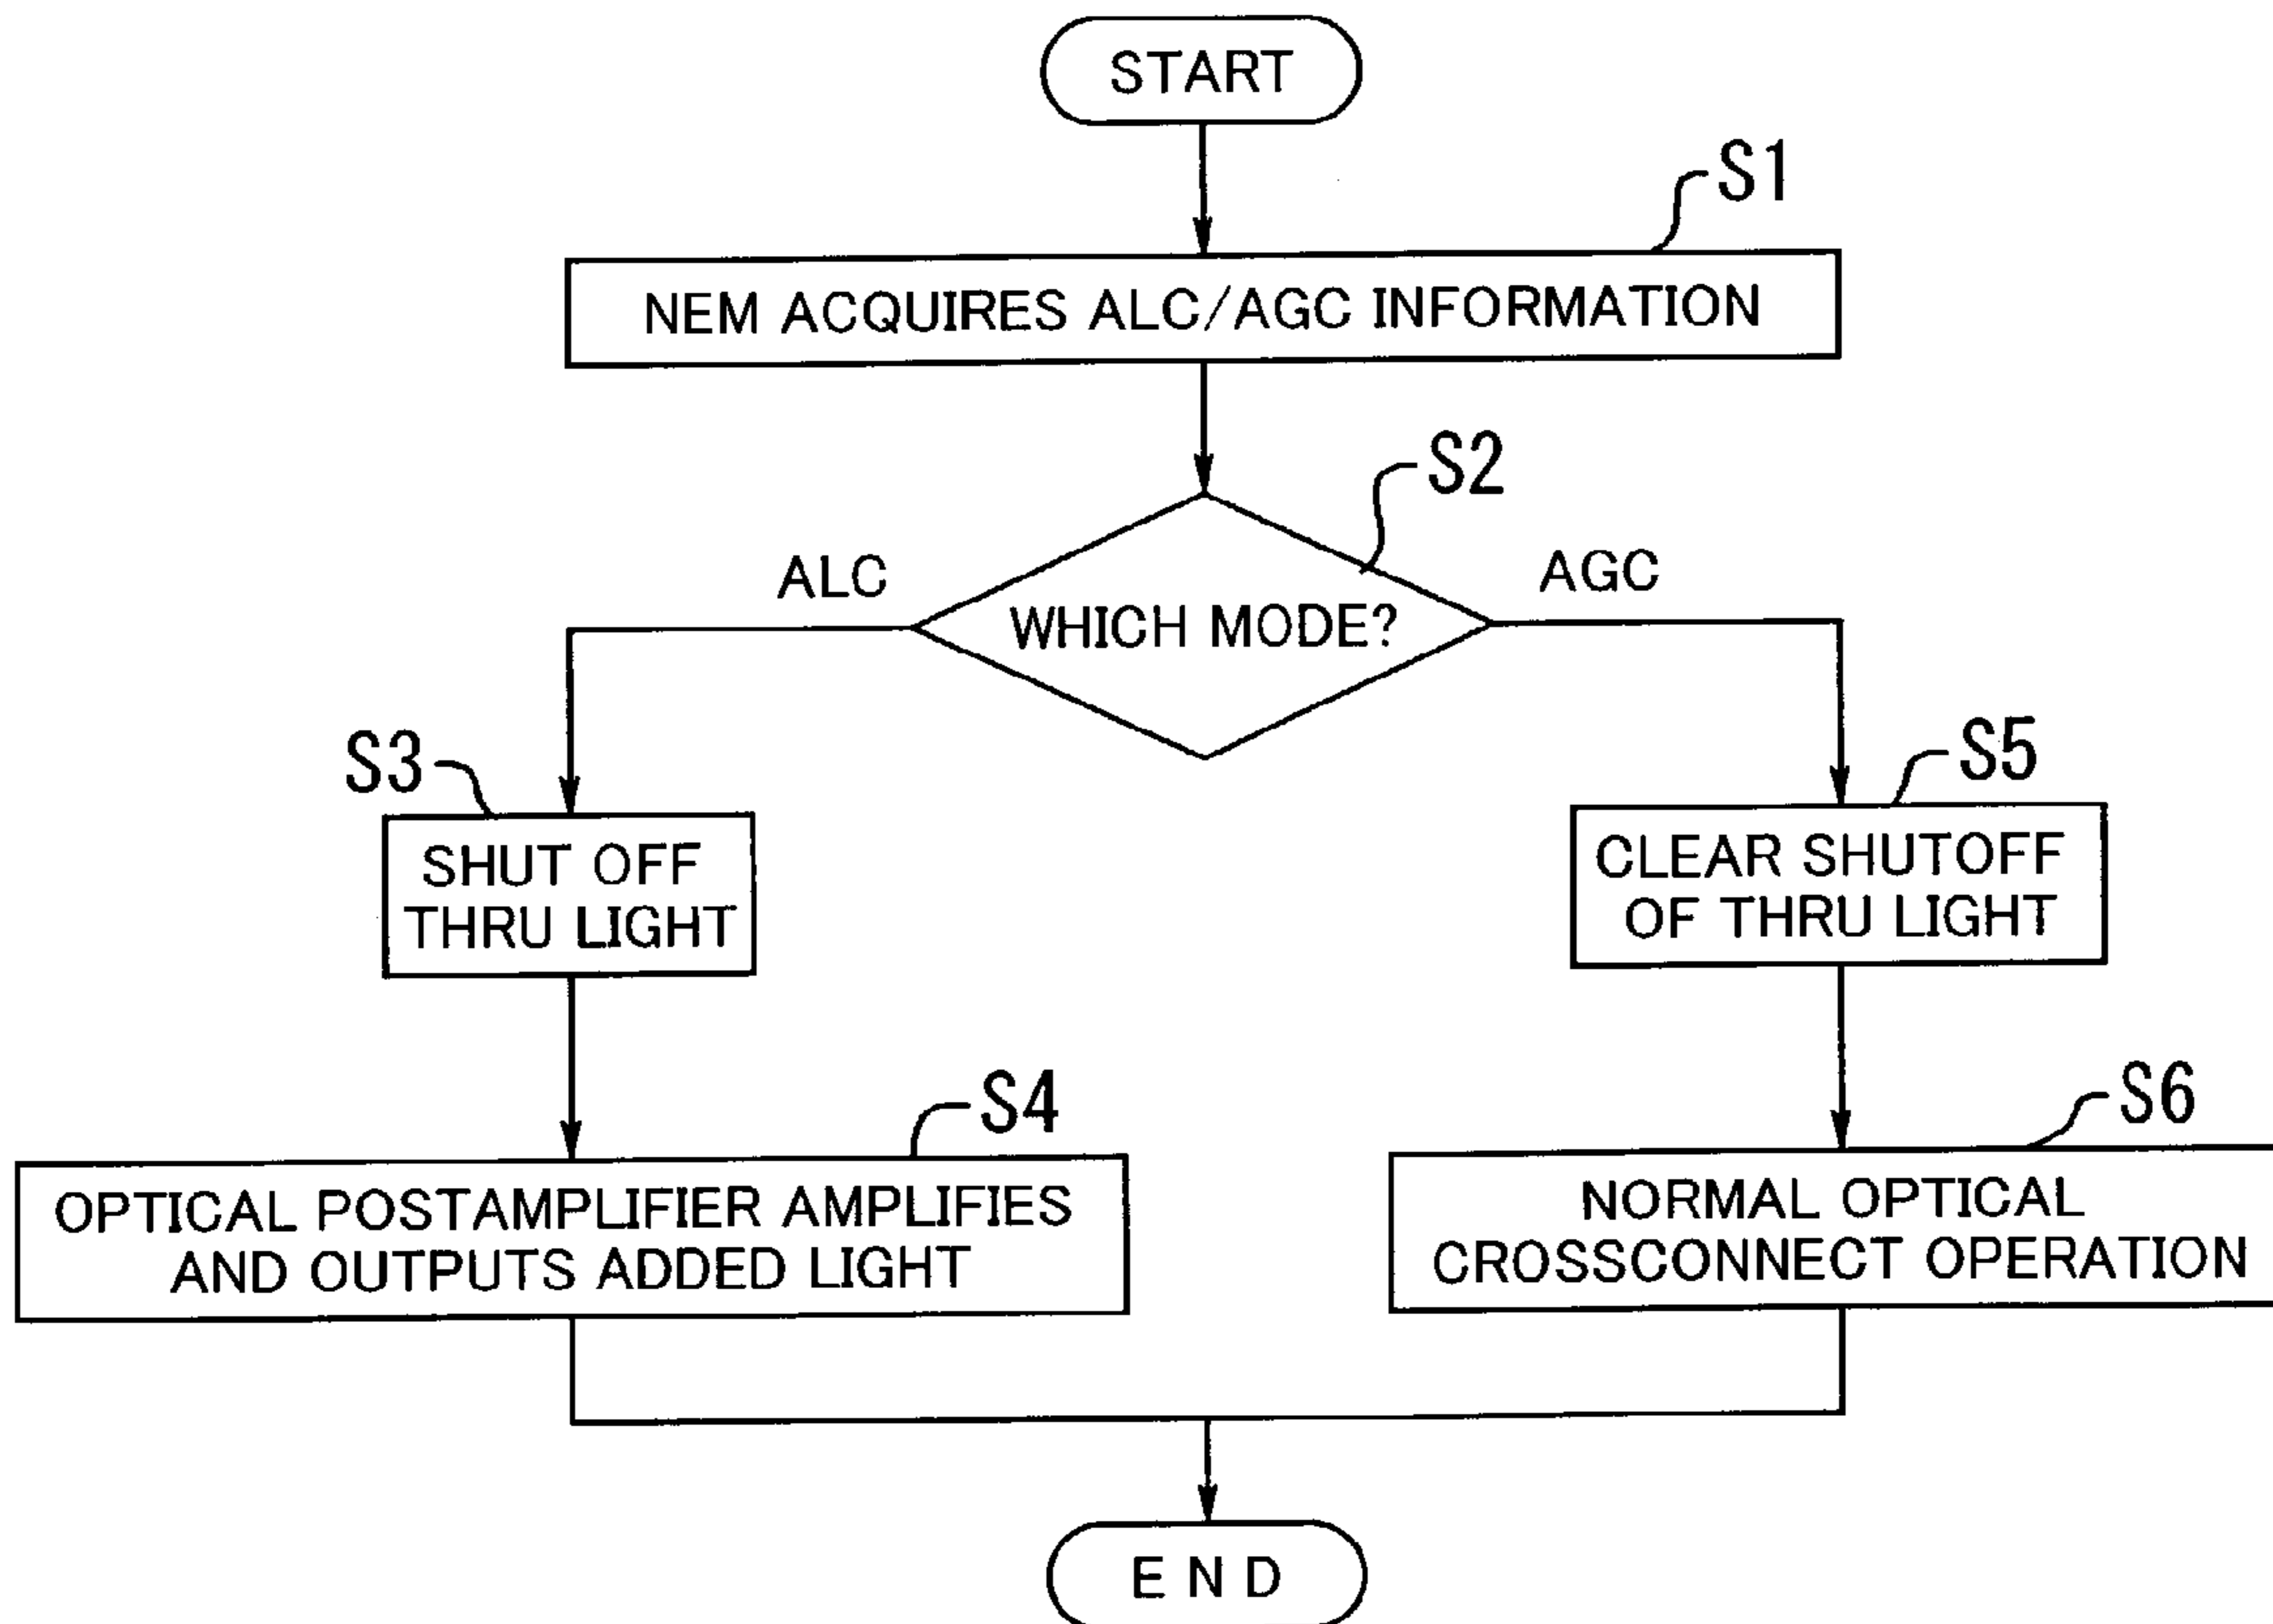 START
S1
NEM ACQUIRES ALC/AGC INFORMATION
S2
ALC
AGC
WHICH MODE?
S3
SHUT OFF
THRU LIGHT
S5
CLEAR SHUTOFF
OF THRU LIGHT
S4
OPTICAL POSTAMPLIFIER AMPLIFIES
AND OUTPUTS ADDED LIGHT
S6
NORMAL OPTICAL
CROSSCONNECT OPERATION
END